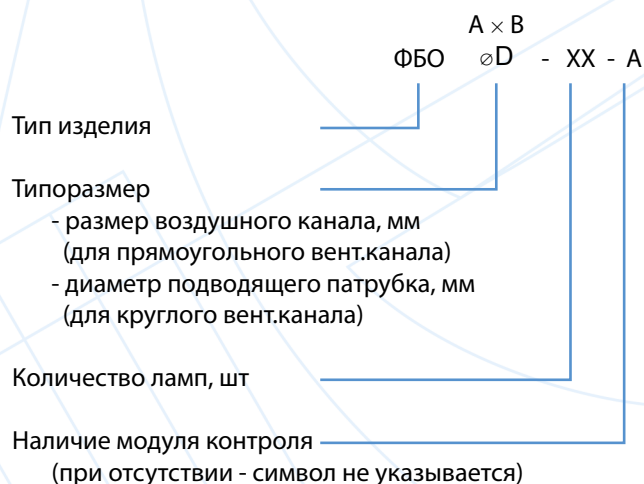 A × B
ФБО ⌀D - XX - A
Тип изделия
Типоразмер
- размер воздушного канала, мм
(для прямоугольного вент.канала)
- диаметр подводящего патрубка, мм
(для круглого вент.канала)
Количество ламп, шт
Наличие модуля контроля
(при отсутствии - символ не указывается)